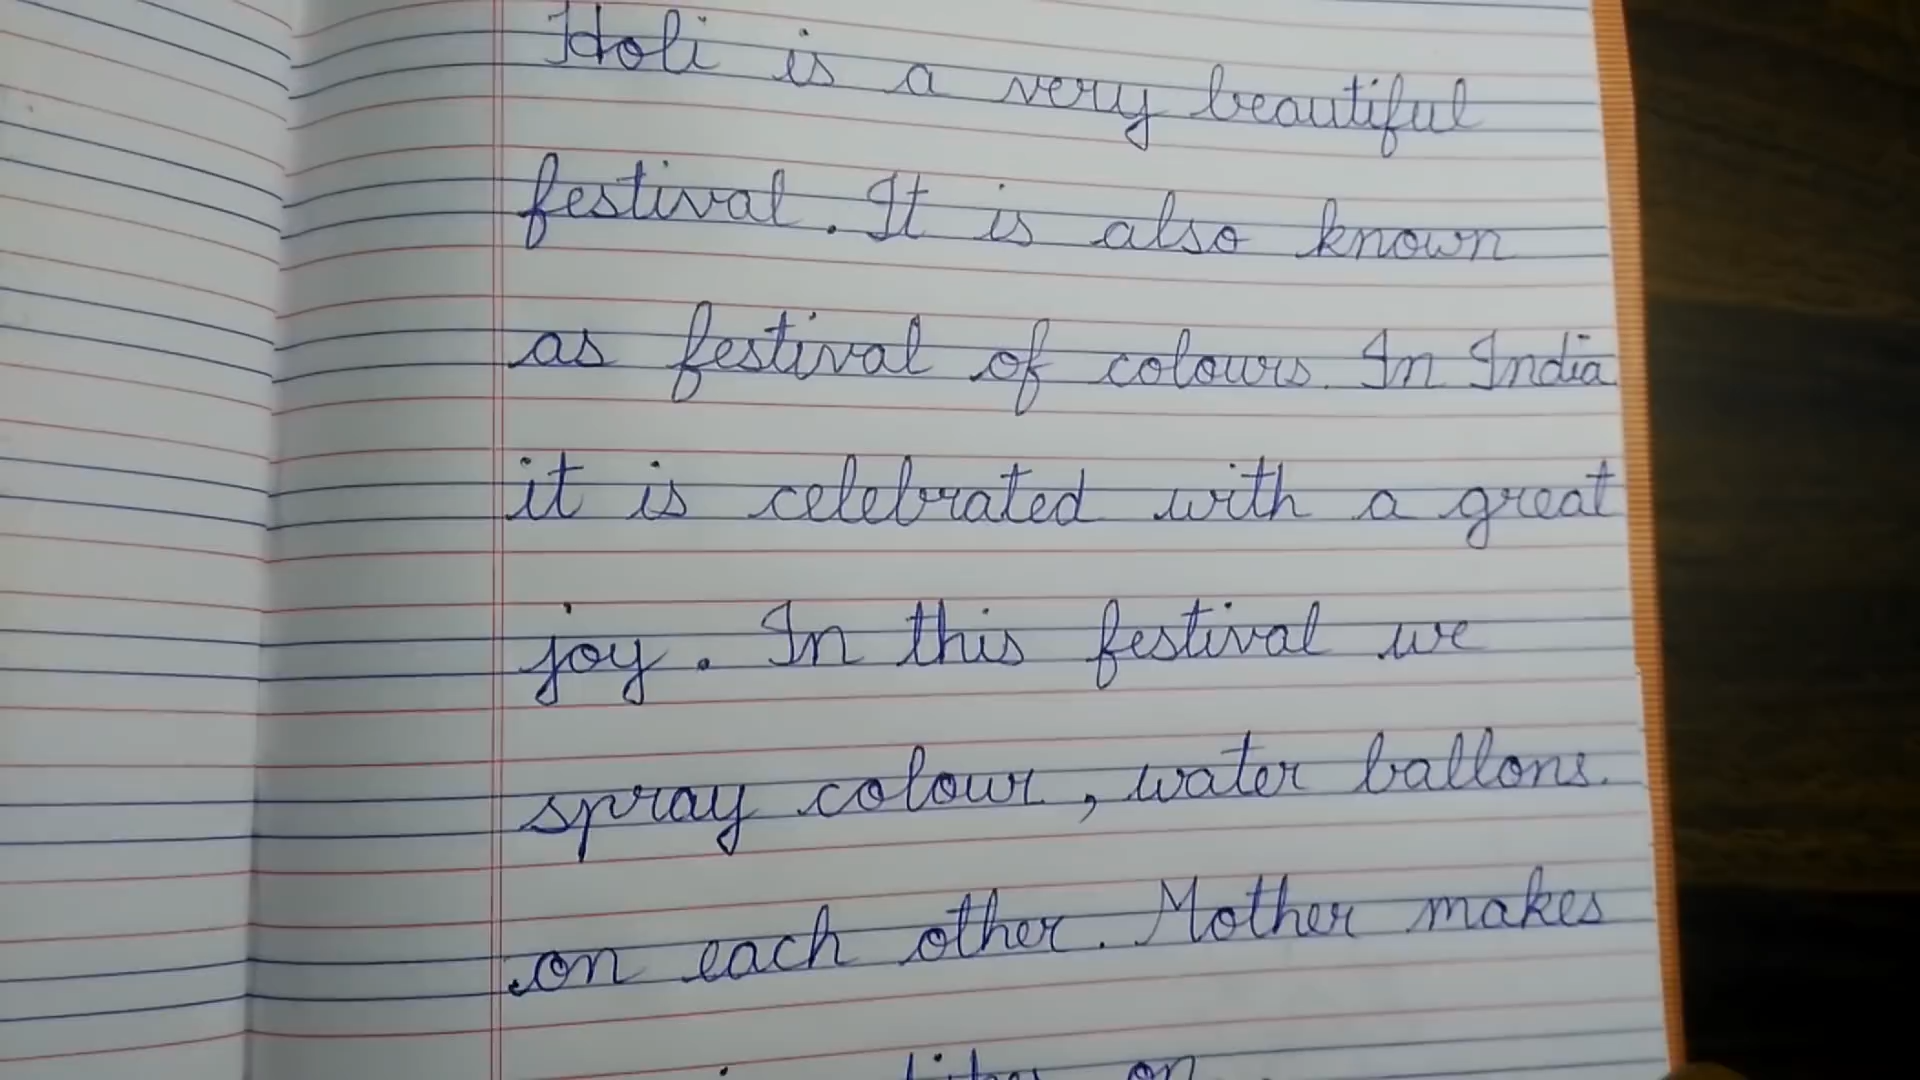 Holi is a very beautiful
festival. It is also known
as festival of colours. In India
it is celebrated with a great
joy. In this festival we
spray colour, water ballons.
on each other. Mother makes
on